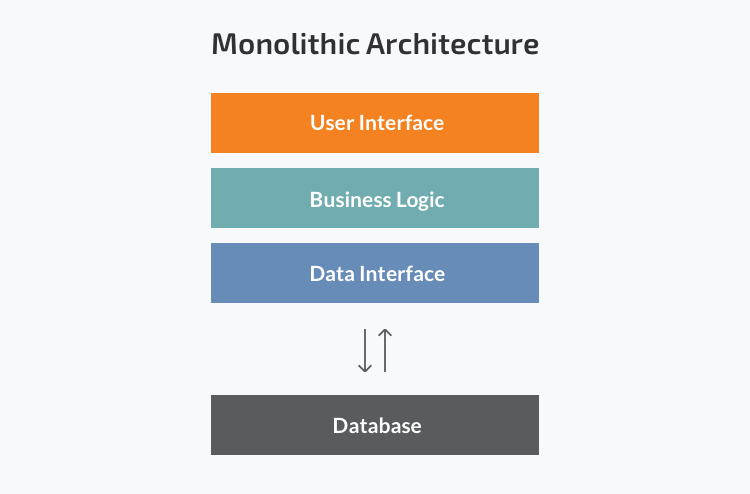 Monolithic Architecture
User Interface
Business Logic
Data Interface
Database